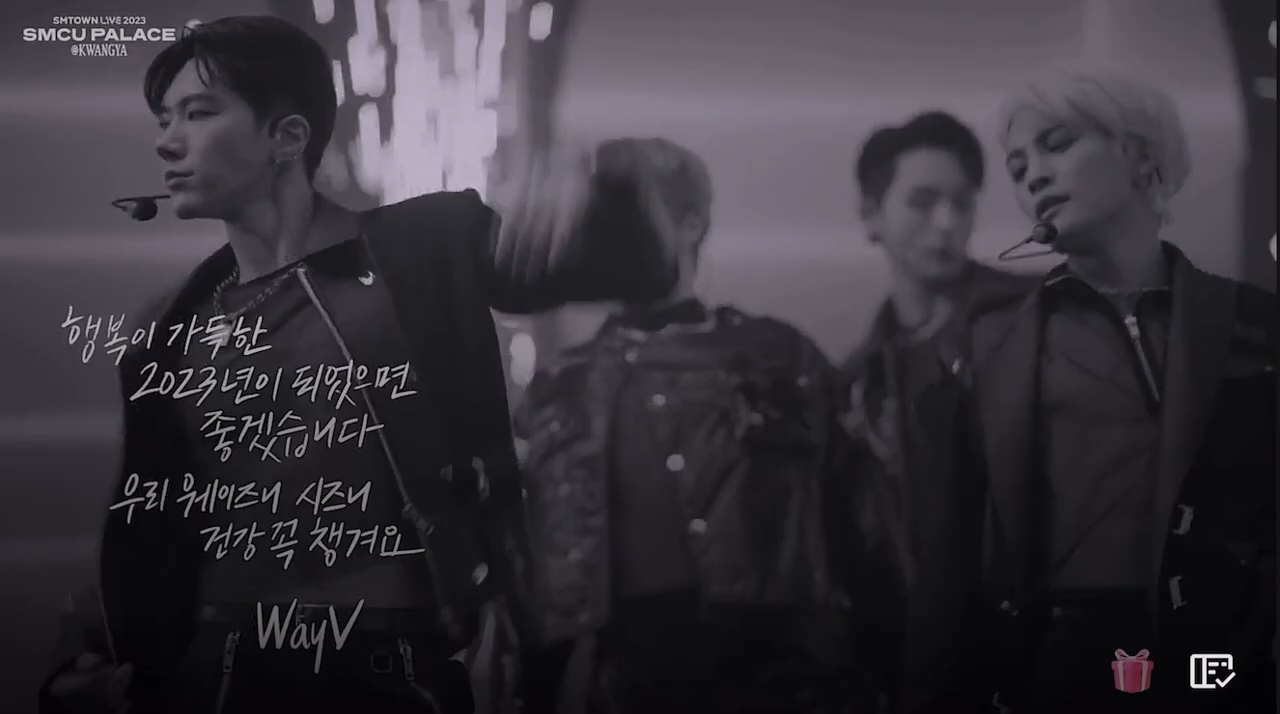 SMTOWN LIVE 2023
SMCU PALACE
@KWANGYA
행복이 가득한
2023년이 되었으면
좋겠습니다
우리 웨이즈니 시즈니
건강 꼭 챙겨요
WayV